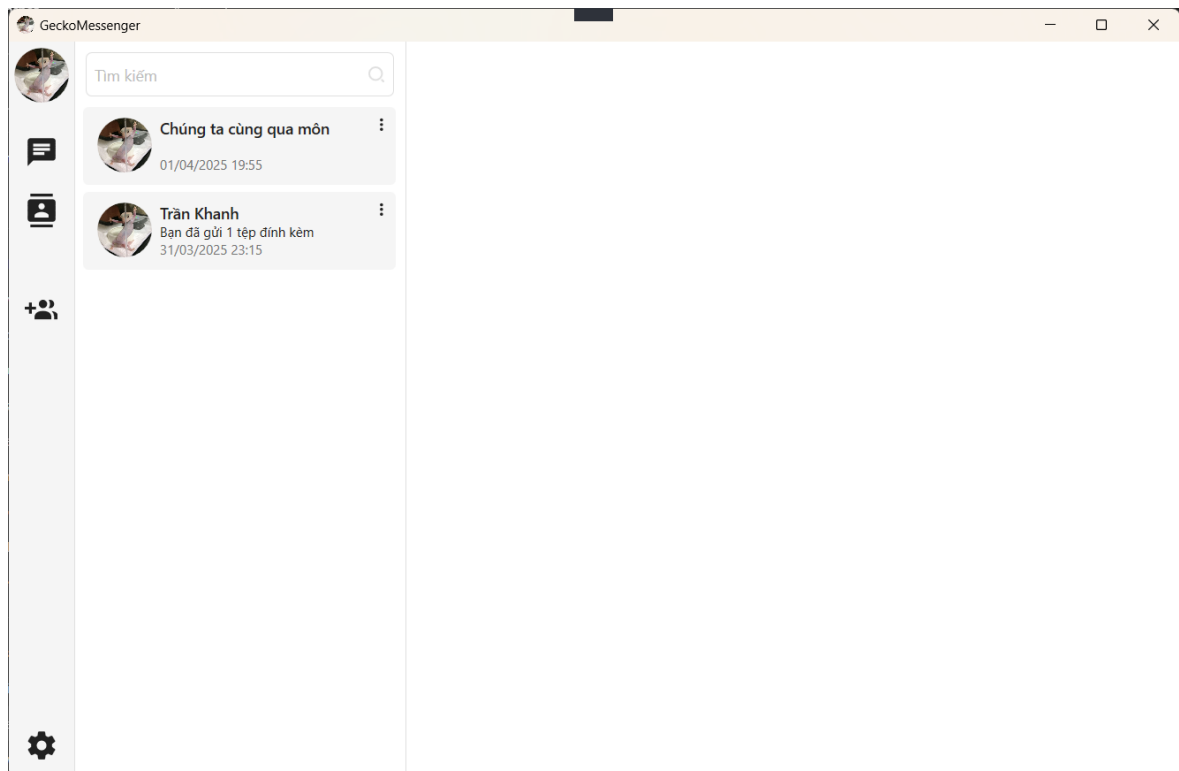 GeckoMessenger
Tìm kiếm
Chúng ta cùng qua môn
01/04/2025 19:55
Trần Khanh
Bạn đã gửi 1 tệp đính kèm
31/03/2025 23:15